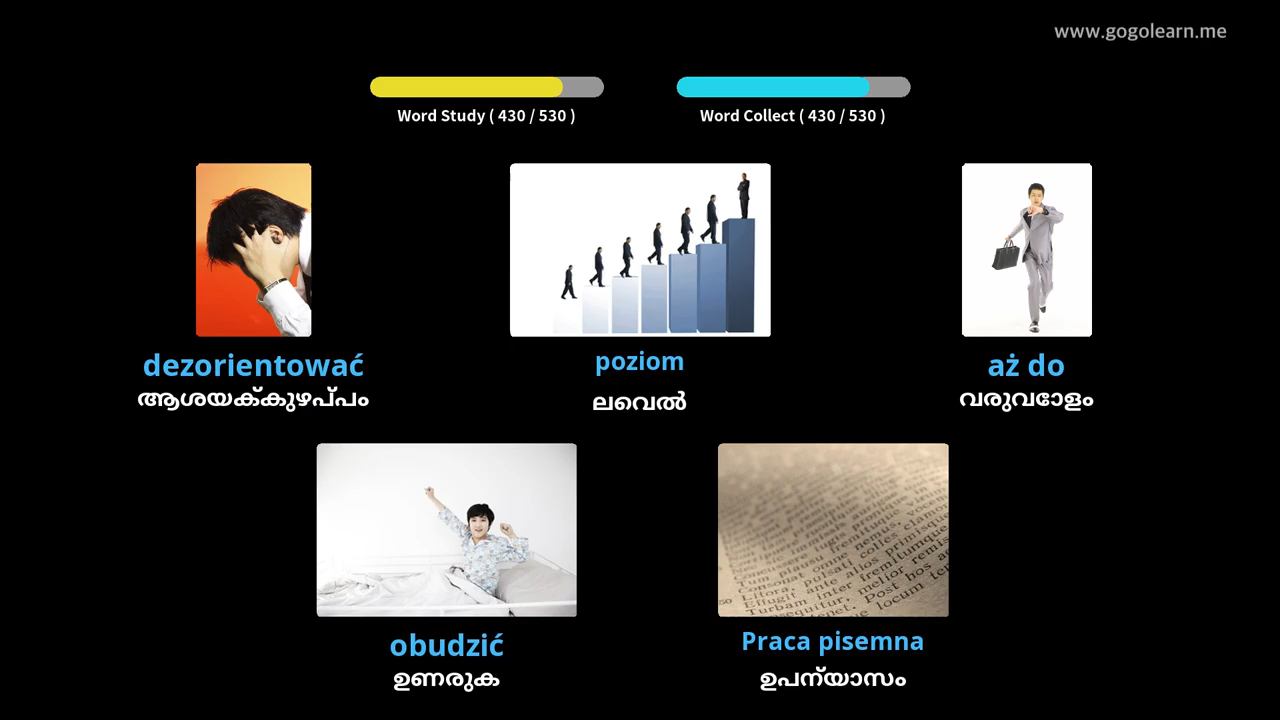 www.gogolearn.me
Word Study ( 430 / 530 )
Word Collect ( 430 / 530 )
dezorientować
ആശയക്കുഴപ്പം
poziom
ലവെൽ
aż do
വരുവോളം
obudzić
ഉണരുക
Praca pisemna
ഉപന്യാസം